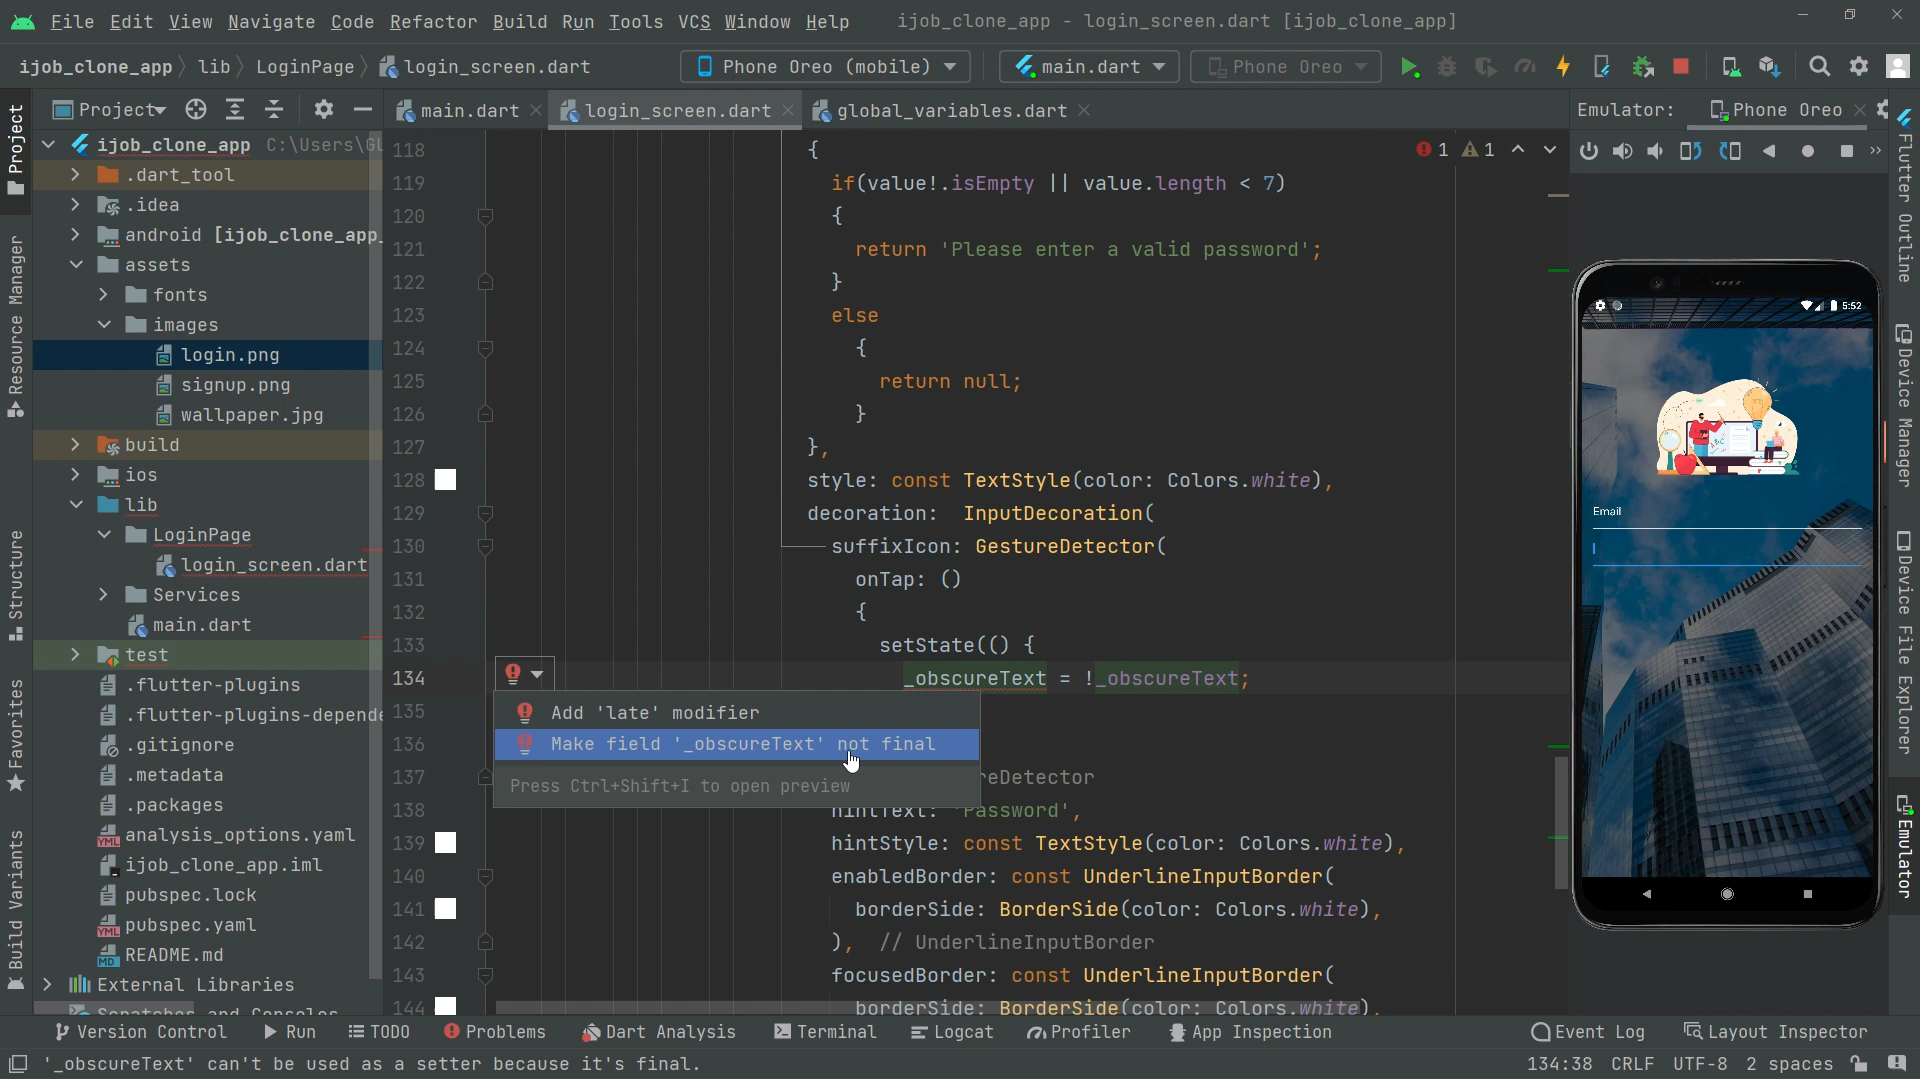 File Edit View Navigate Code Refactor Build Run Tools VCS Window Help ijob_clone_app - login_screen.dart [ijob_clone_app]
ijob_clone_app lib LoginPage login_screen.dart Phone Oreo (mobile) main.dart Phone Oreo
Project main.dart login_screen.dart global_variables.dart Emulator: Phone Oreo
ijob_clone_app C:\Users\
.dart_tool
.idea
android [ijob_clone_app_
assets
fonts
images
login.png
signup.png
wallpaper.jpg
build
ios
lib
LoginPage
login_screen.dart
Services
main.dart
test
.flutter-plugins
.flutter-plugins-depende
.gitignore
.metadata
.packages
analysis_options.yaml
ijob_clone_app.iml
pubspec.lock
pubspec.yaml
README.md
External Libraries
Scratches and Consoles
Project
Resource Manager
Structure
Favorites
Build Variants
1 1
118 {
119 if(value!.isEmpty || value.length < 7)
120 {
121 return 'Please enter a valid password';
122 }
123 else
124 {
125 return null;
126 }
127 },
128 style: const TextStyle(color: Colors.white),
129 decoration: InputDecoration(
130 suffixIcon: GestureDetector(
131 onTap: ()
132 {
133 setState(() {
134 _obscureText = !_obscureText;
135
136
137 reDetector
138 hintText: 'Password',
139 hintStyle: const TextStyle(color: Colors.white),
140 enabledBorder: const UnderlineInputBorder(
141 borderSide: BorderSide(color: Colors.white),
142 ), // UnderlineInputBorder
143 focusedBorder: const UnderlineInputBorder(
144 borderSide: BorderSide(color: Colors.white),
Add 'late' modifier
Make field '_obscureText' not final
Press Ctrl+Shift+I to open preview
5:52
Email
Flutter Outline
Device Manager
Device File Explorer
Emulator
Version Control Run TODO Problems Dart Analysis Terminal Logcat Profiler App Inspection Event Log Layout Inspector
'_obscureText' can't be used as a setter because it's final. 134:38 CRLF UTF-8 2 spaces